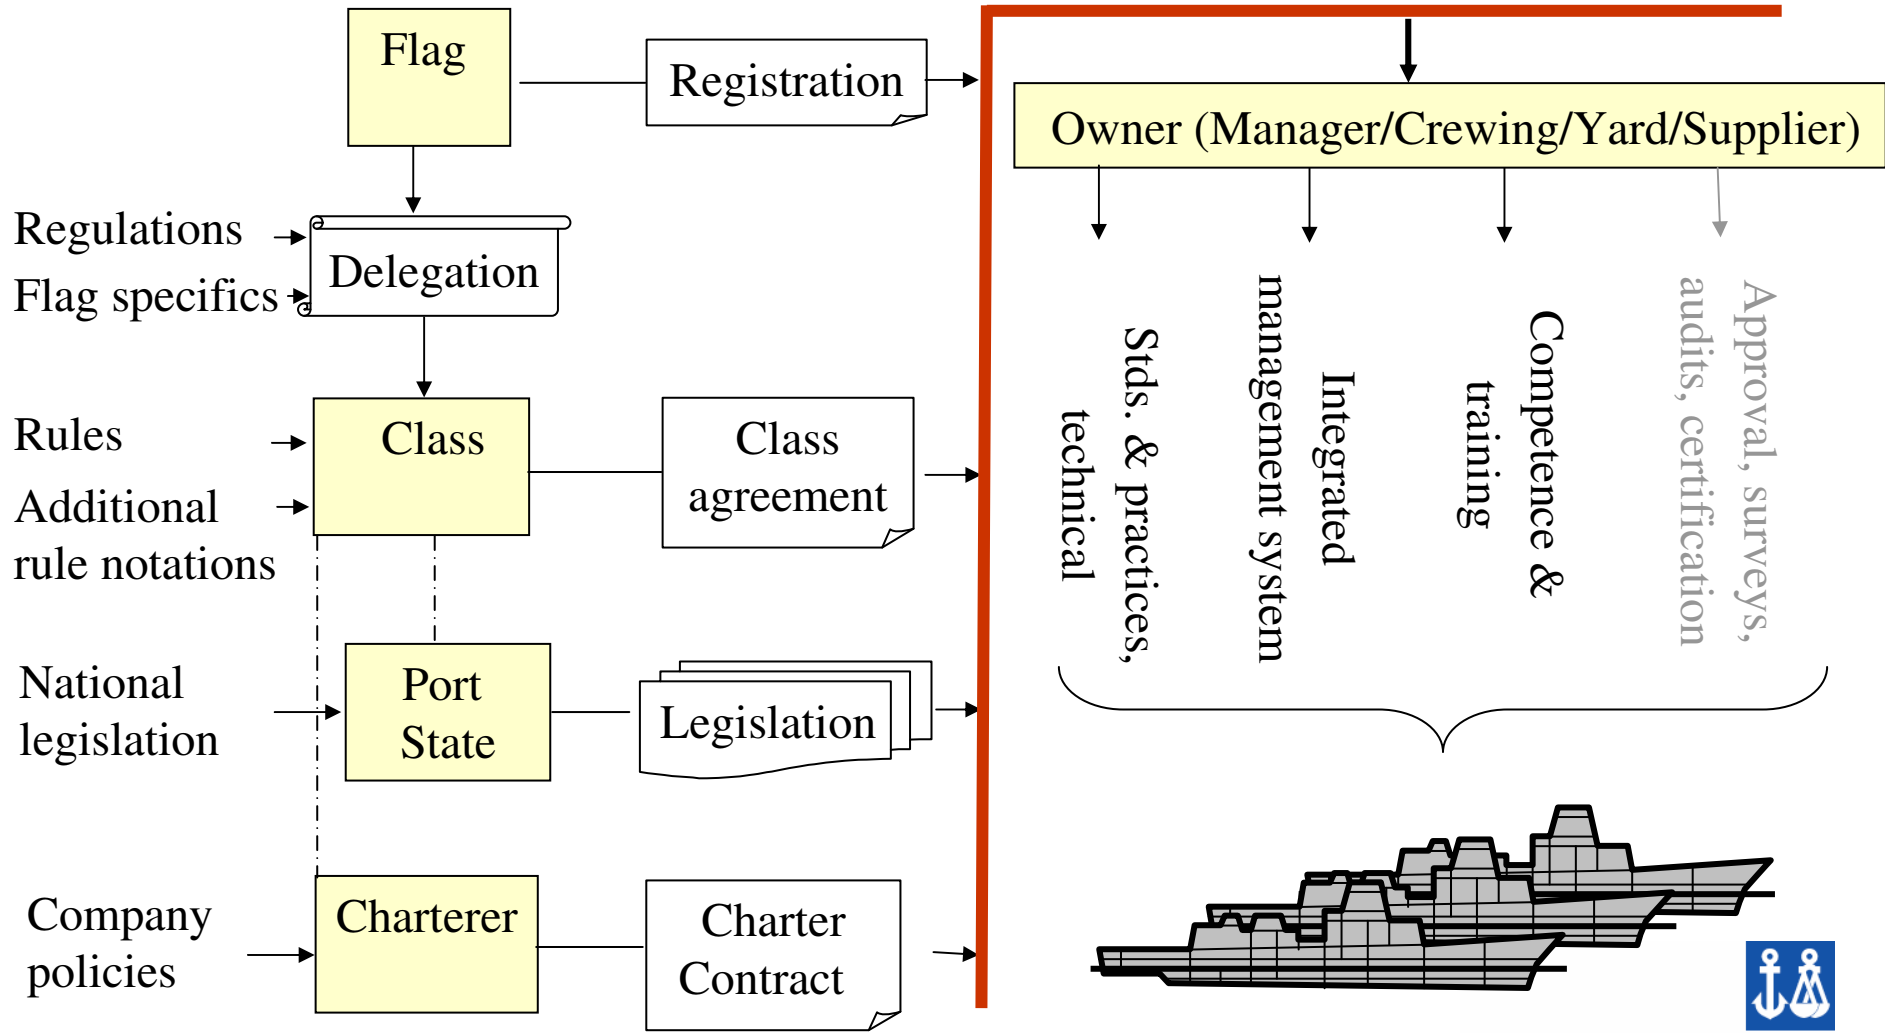 Flag
Registration
Owner (Manager/Crewing/Yard/Supplier)
Regulations
Flag specifics
Delegation
Rules
Additional
rule notations
Class
Class
agreement
National
legislation
Port
State
Legislation
Company
policies
Charterer
Charter
Contract
Stds. & practices,
technical
Integrated
management system
Competence &
training
Approval, surveys,
audits, certification